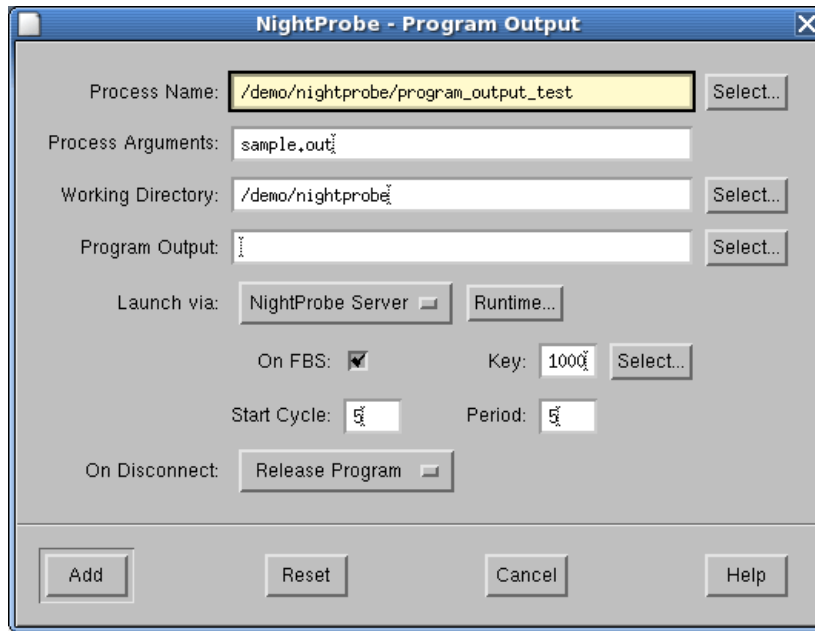 NightProbe - Program Output
Process Name: /demo/nightprobe/program_output_test Select...
Process Arguments: sample.out
Working Directory: /demo/nightprobe Select...
Program Output: Select...
Launch via: NightProbe Server Runtime...
On FBS: Key: 1000 Select...
Start Cycle: 5 Period: 5
On Disconnect: Release Program
Add Reset Cancel Help